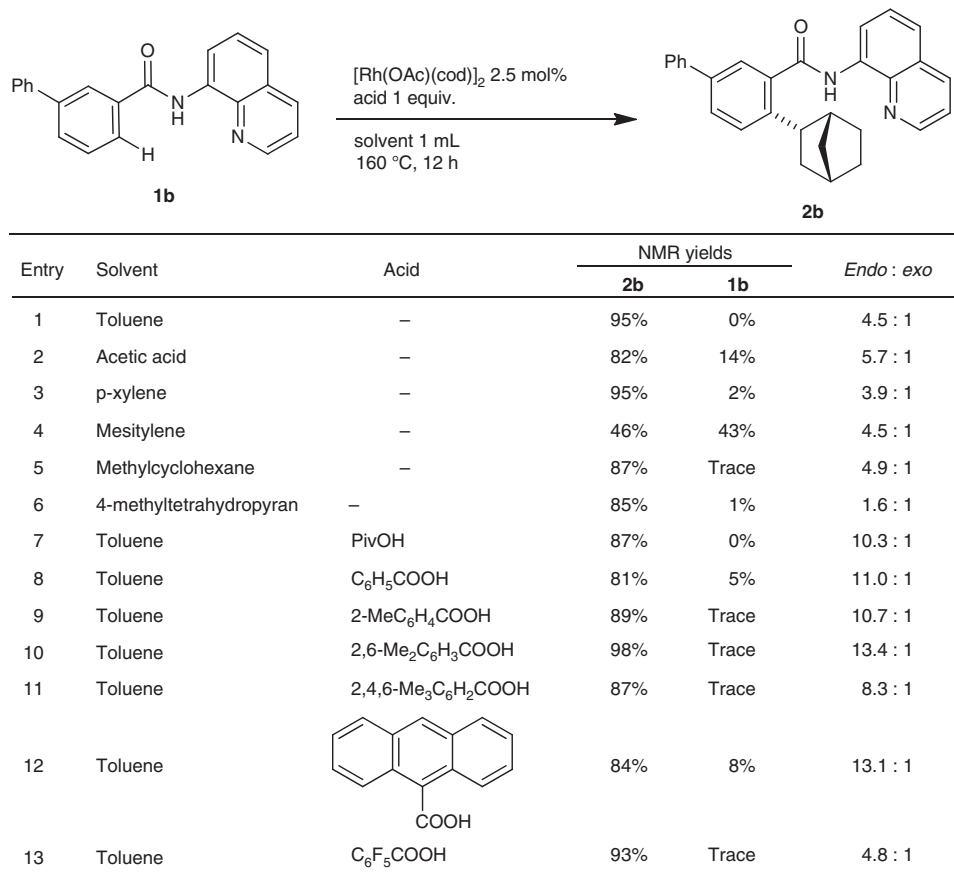 Ph
O
N
H
N
H
1b
[Rh(OAc)(cod)]₂ 2.5 mol%
acid 1 equiv.
solvent 1 mL
160 °C, 12 h
Ph
O
N
H
N
2b
Entry Solvent Acid NMR yields Endo : exo
2b 1b
1 Toluene – 95% 0% 4.5 : 1
2 Acetic acid – 82% 14% 5.7 : 1
3 p-xylene – 95% 2% 3.9 : 1
4 Mesitylene – 46% 43% 4.5 : 1
5 Methylcyclohexane – 87% Trace 4.9 : 1
6 4-methyltetrahydropyran – 85% 1% 1.6 : 1
7 Toluene PivOH 87% 0% 10.3 : 1
8 Toluene C₆H₅COOH 81% 5% 11.0 : 1
9 Toluene 2-MeC₆H₄COOH 89% Trace 10.7 : 1
10 Toluene 2,6-Me₂C₆H₃COOH 98% Trace 13.4 : 1
11 Toluene 2,4,6-Me₃C₆H₂COOH 87% Trace 8.3 : 1
12 Toluene COOH 84% 8% 13.1 : 1
13 Toluene C₆F₅COOH 93% Trace 4.8 : 1